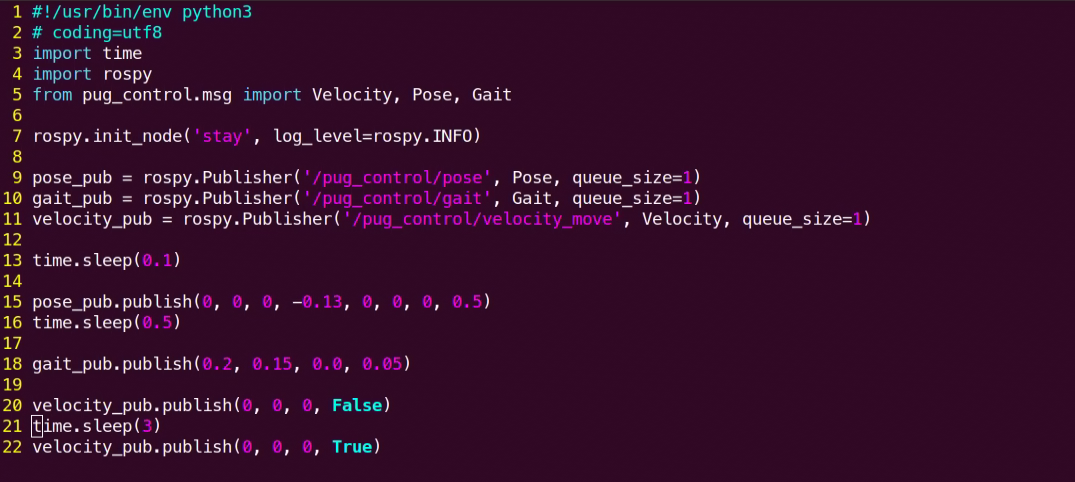 1 #!/usr/bin/env python3
2 # coding=utf8
3 import time
4 import rospy
5 from pug_control.msg import Velocity, Pose, Gait
6
7 rospy.init_node('stay', log_level=rospy.INFO)
8
9 pose_pub = rospy.Publisher('/pug_control/pose', Pose, queue_size=1)
10 gait_pub = rospy.Publisher('/pug_control/gait', Gait, queue_size=1)
11 velocity_pub = rospy.Publisher('/pug_control/velocity_move', Velocity, queue_size=1)
12
13 time.sleep(0.1)
14
15 pose_pub.publish(0, 0, 0, -0.13, 0, 0, 0, 0.5)
16 time.sleep(0.5)
17
18 gait_pub.publish(0.2, 0.15, 0.0, 0.05)
19
20 velocity_pub.publish(0, 0, 0, False)
21 time.sleep(3)
22 velocity_pub.publish(0, 0, 0, True)